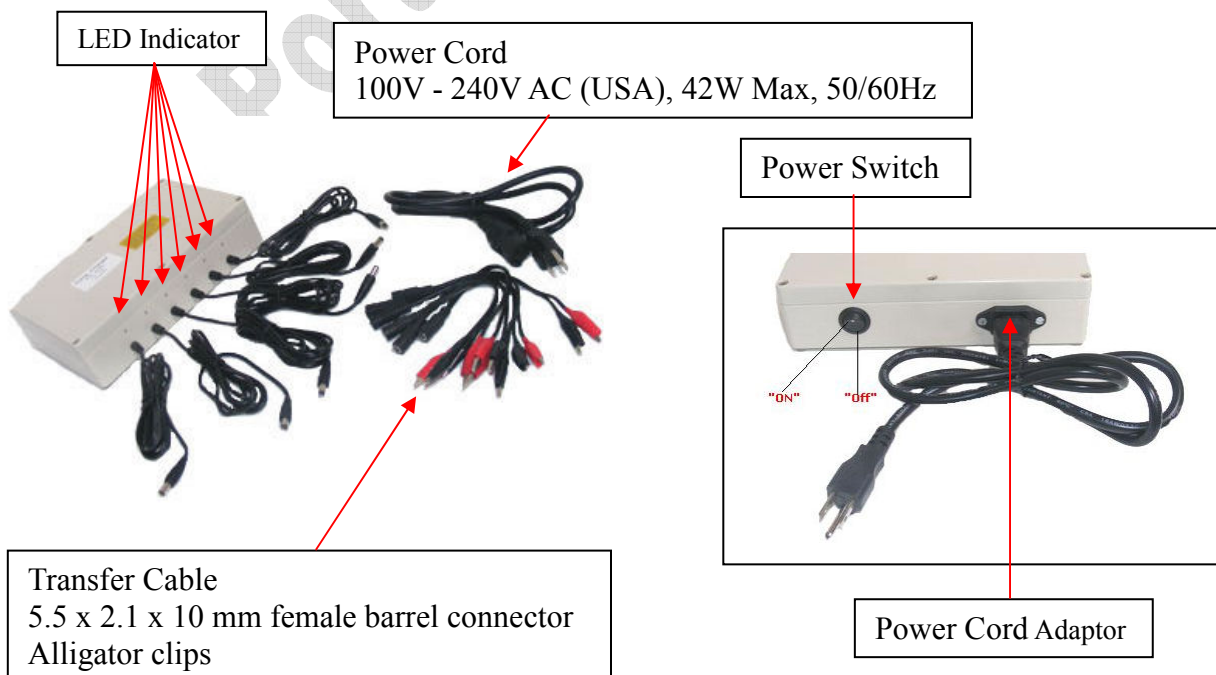 LED Indicator
Power Cord
100V - 240V AC (USA), 42W Max, 50/60Hz
Power Switch
"ON"
"Off"
Transfer Cable
5.5 x 2.1 x 10 mm female barrel connector
Alligator clips
Power Cord Adaptor